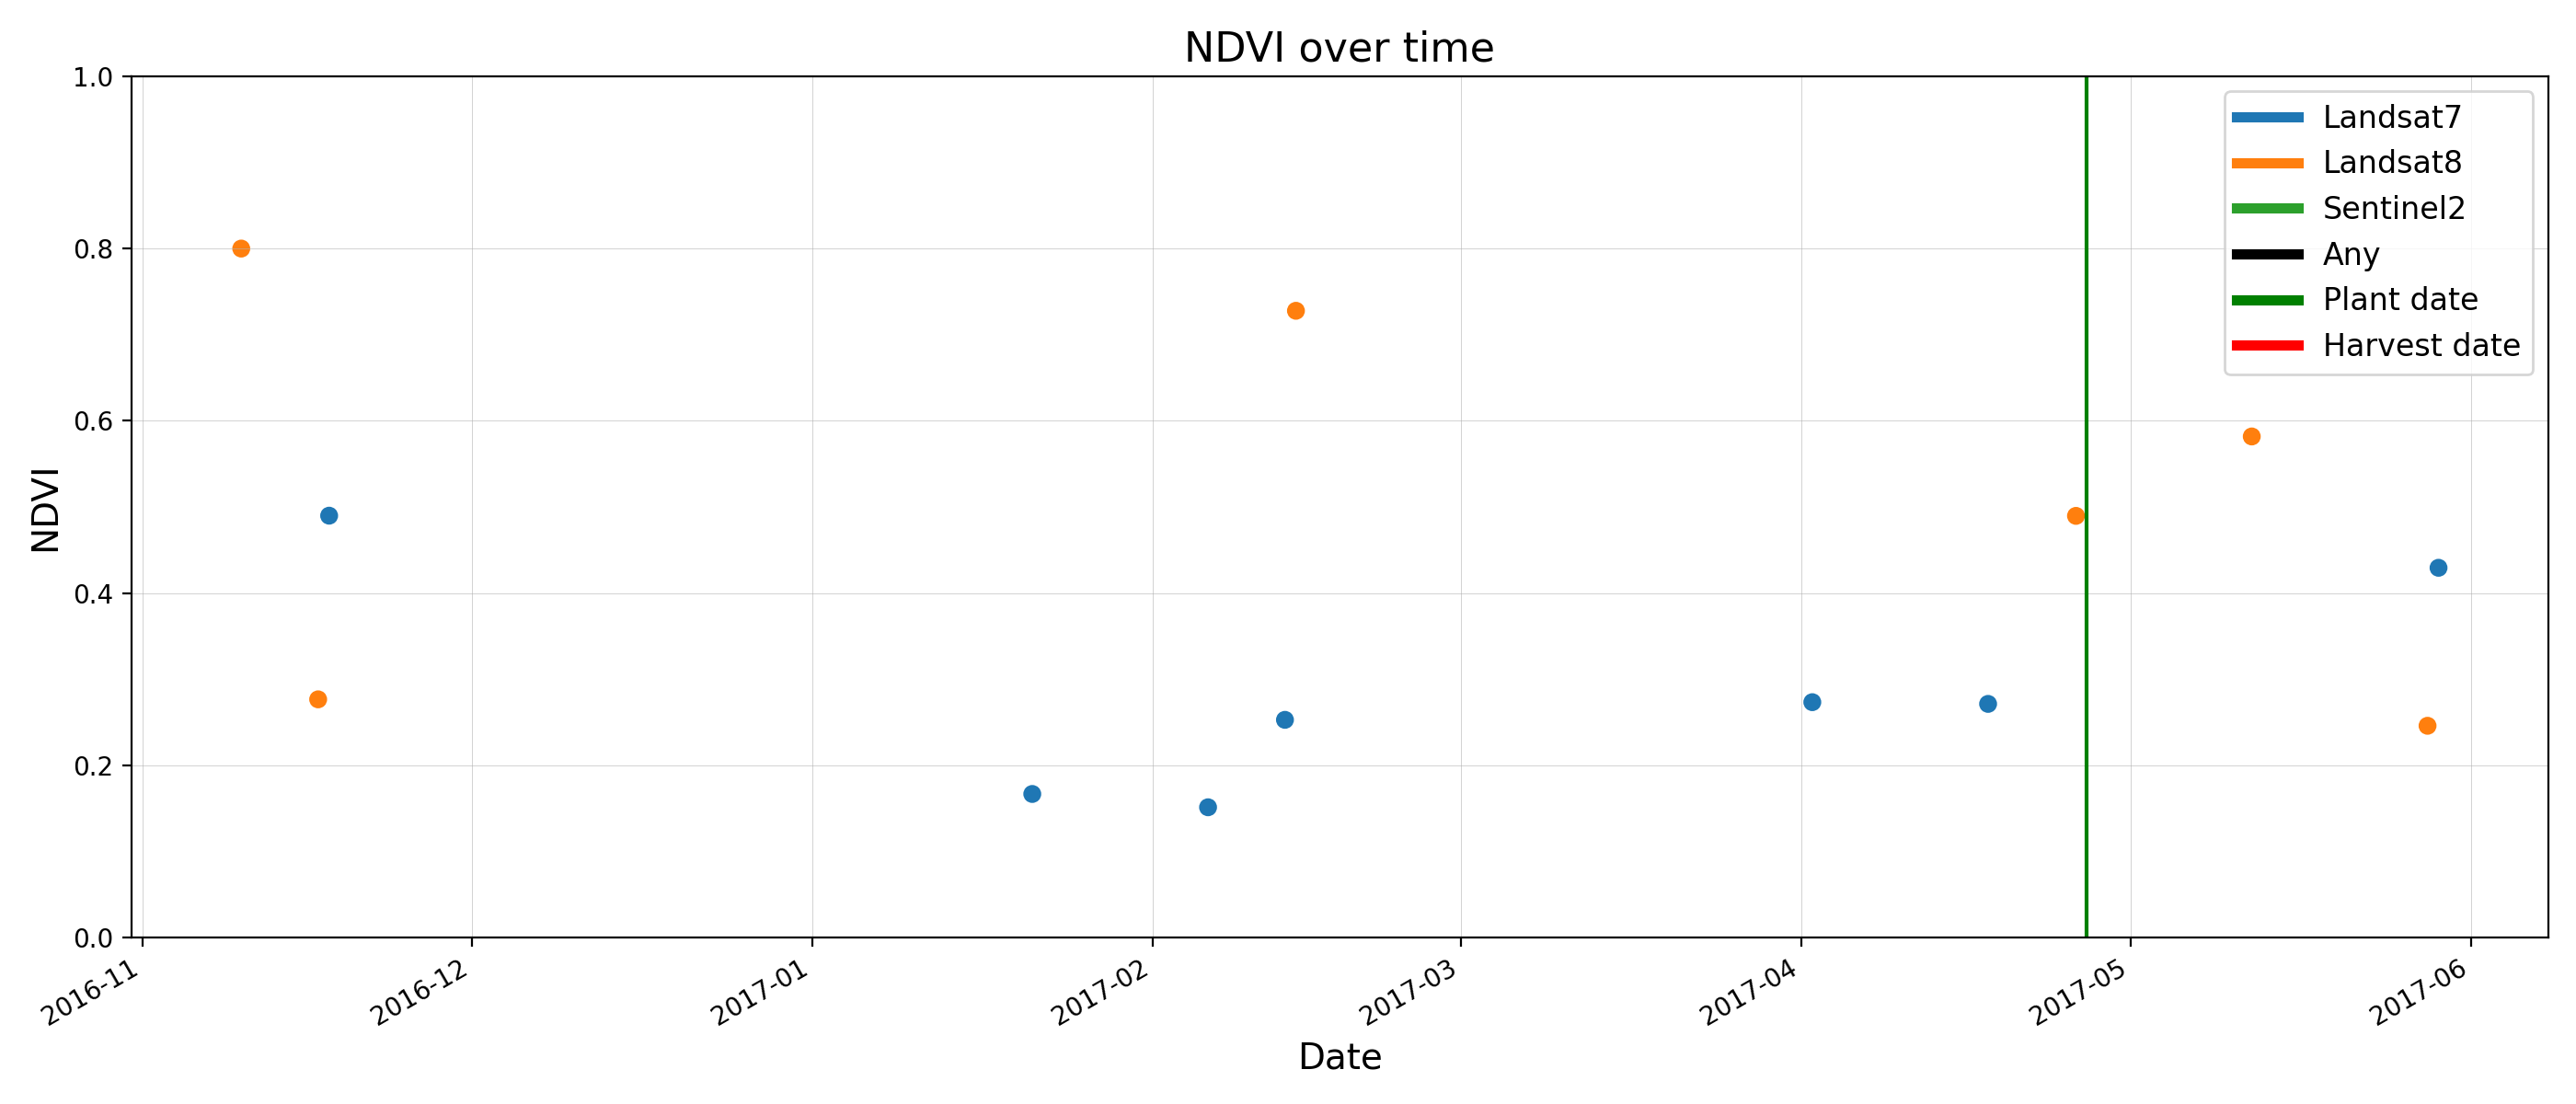 NDVI over time
1.0
0.8
0.6
0.4
0.2
0.0
NDVI
Landsat7
Landsat8
Sentinel2
Any
Plant date
Harvest date
2016-11
2016-12
2017-01
2017-02
2017-03
2017-04
2017-05
2017-06
Date